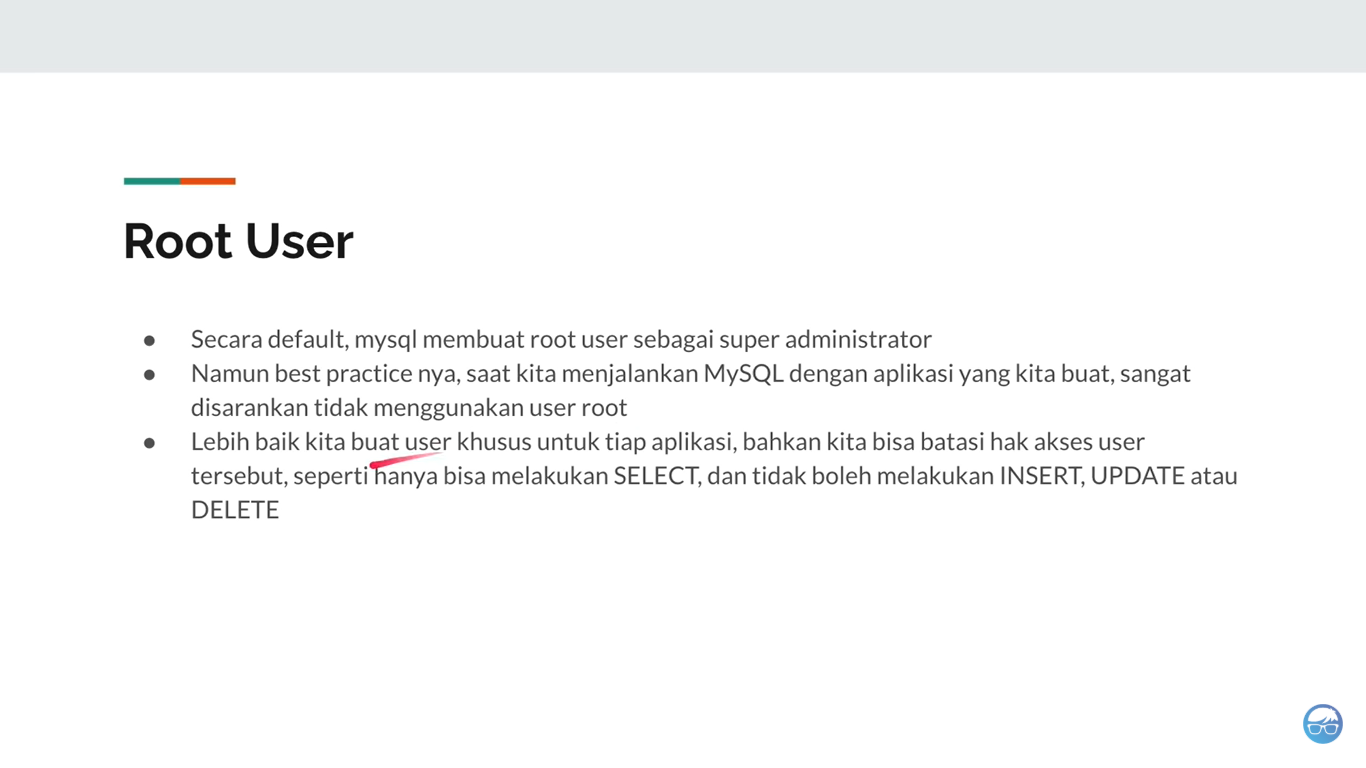 Root User
● Secara default, mysql membuat root user sebagai super administrator
● Namun best practice nya, saat kita menjalankan MySQL dengan aplikasi yang kita buat, sangat
disarankan tidak menggunakan user root
● Lebih baik kita buat user khusus untuk tiap aplikasi, bahkan kita bisa batasi hak akses user
tersebut, seperti hanya bisa melakukan SELECT, dan tidak boleh melakukan INSERT, UPDATE atau
DELETE